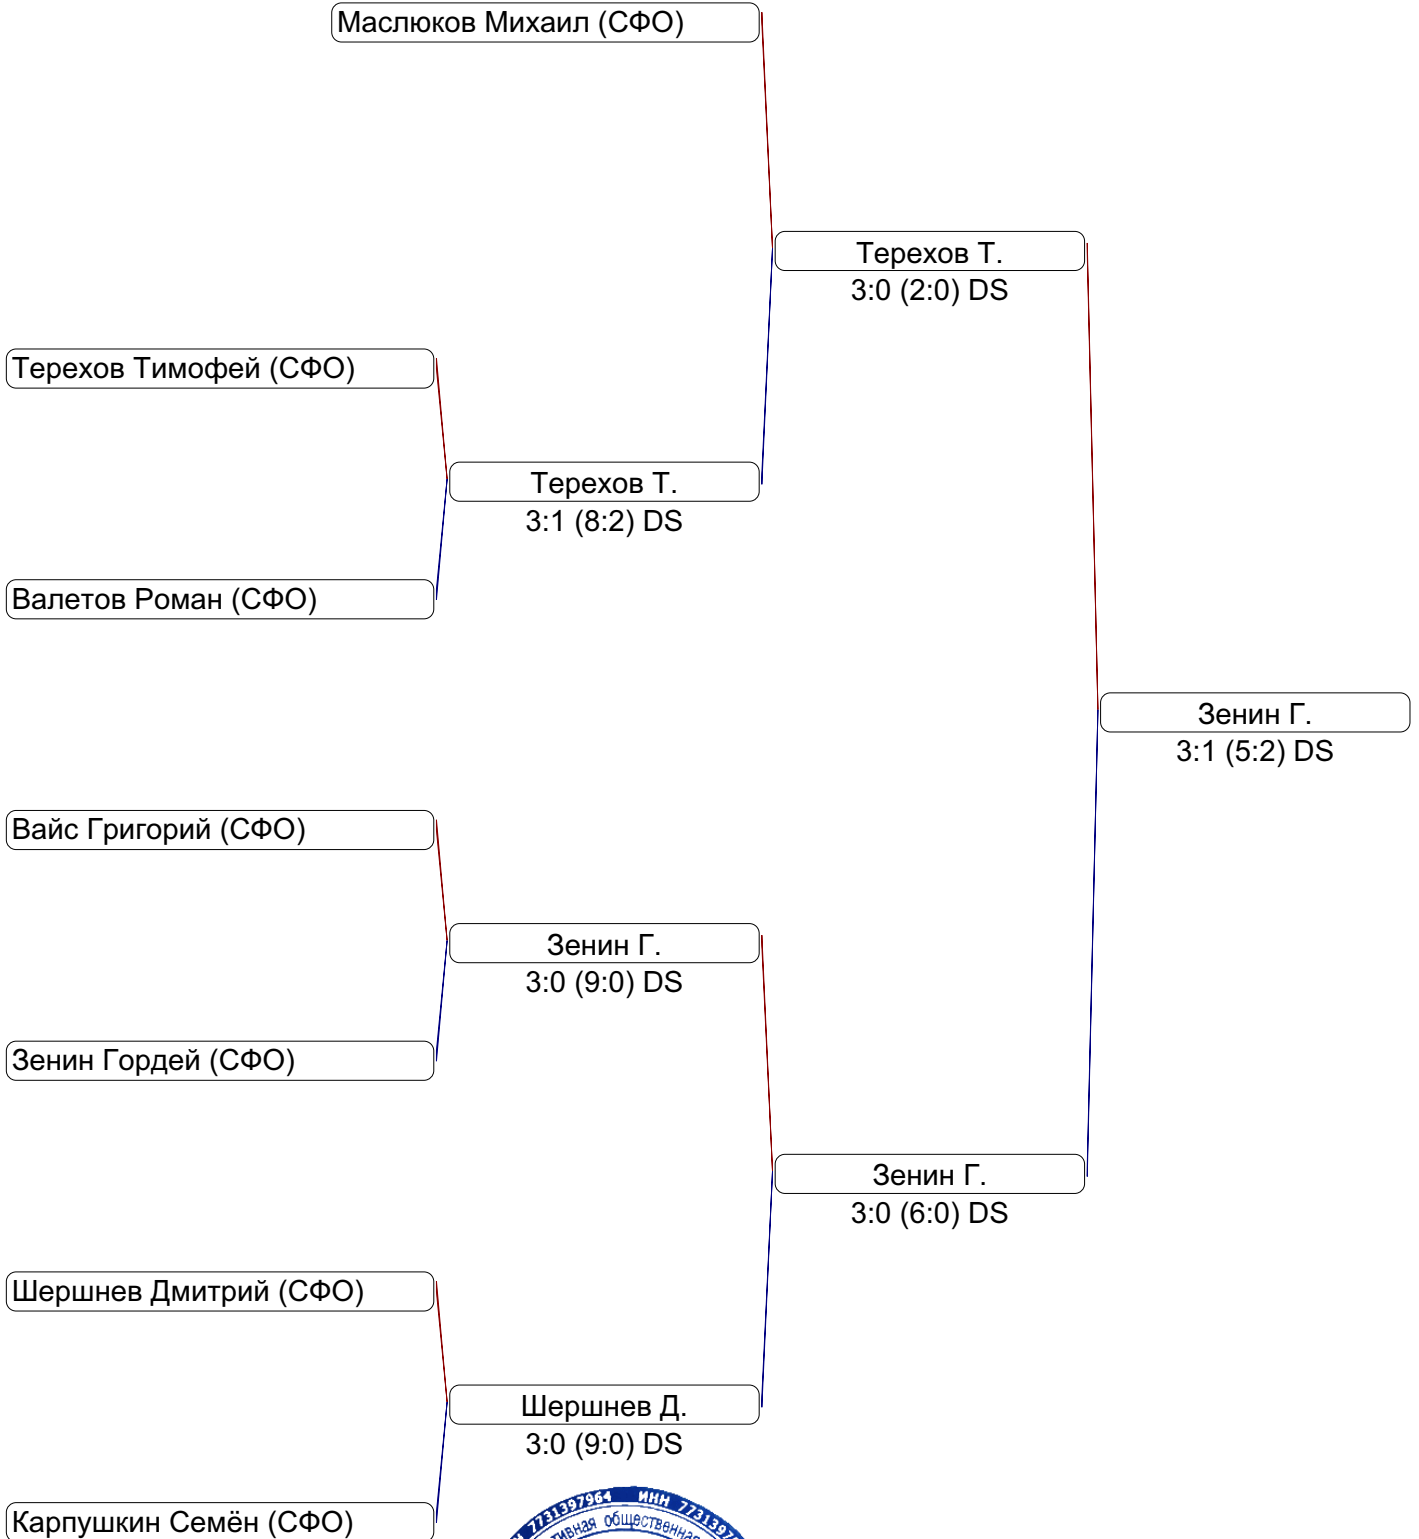 Маслюков Михаил (СФО)
Терехов Т.
3:0 (2:0) DS
Терехов Тимофей (СФО)
Терехов Т.
3:1 (8:2) DS
Валетов Роман (СФО)
Зенин Г.
3:1 (5:2) DS
Вайс Григорий (СФО)
Зенин Г.
3:0 (9:0) DS
Зенин Гордей (СФО)
Зенин Г.
3:0 (6:0) DS
Шершнев Дмитрий (СФО)
Шершнев Д.
3:0 (9:0) DS
Карпушкин Семён (СФО)
7731397964 ИНН
общественная